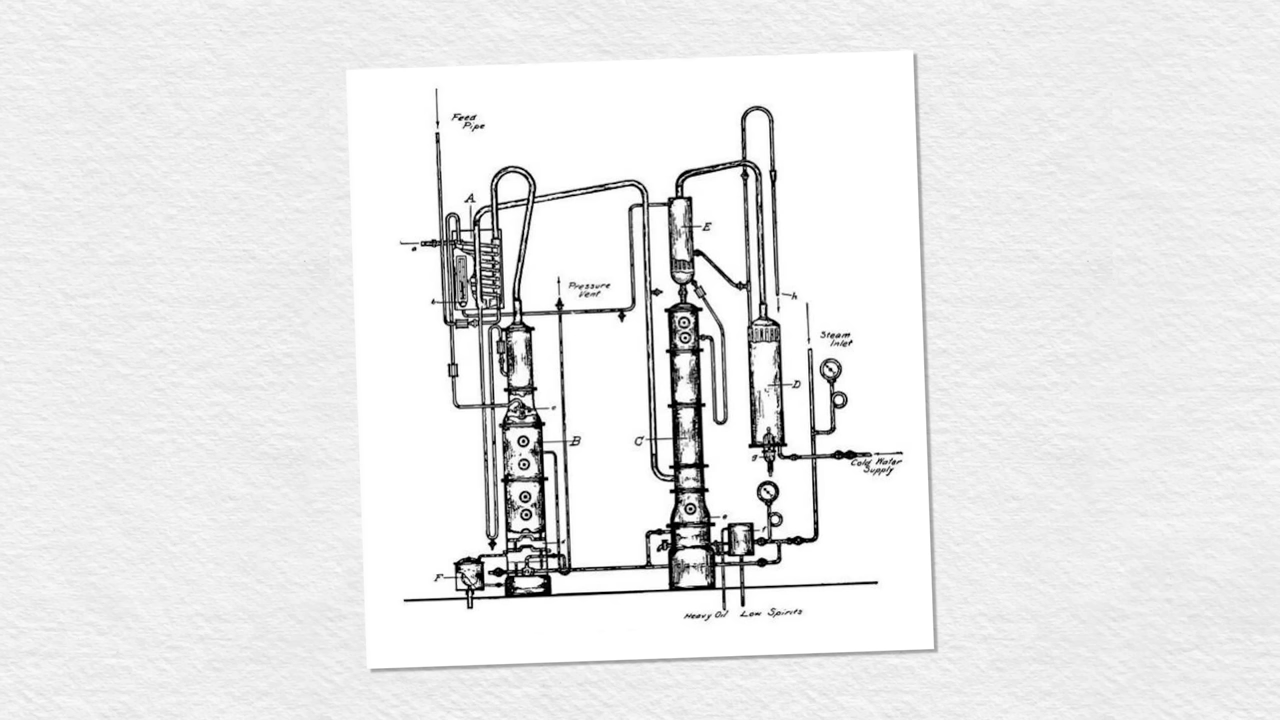 Feed
Pipe
A
a
E
Pressure
Vent
h
Steam
Inlet
D
c
B
C
g
Cold Water
Supply
e
f
d
F
Heavy Oil
Low Spirits